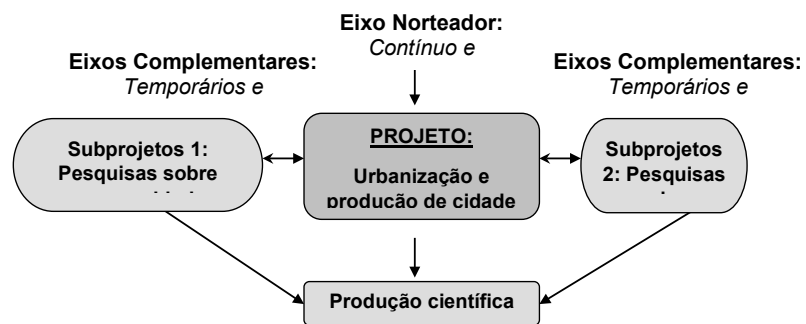 Eixo Norteador:
Contínuo e
Eixos Complementares:
Temporários e
Eixos Complementares:
Temporários e
Subprojetos 1:
Pesquisas sobre
PROJETO:
Urbanização e
produção de cidade
Subprojetos
2: Pesquisas
Produção científica